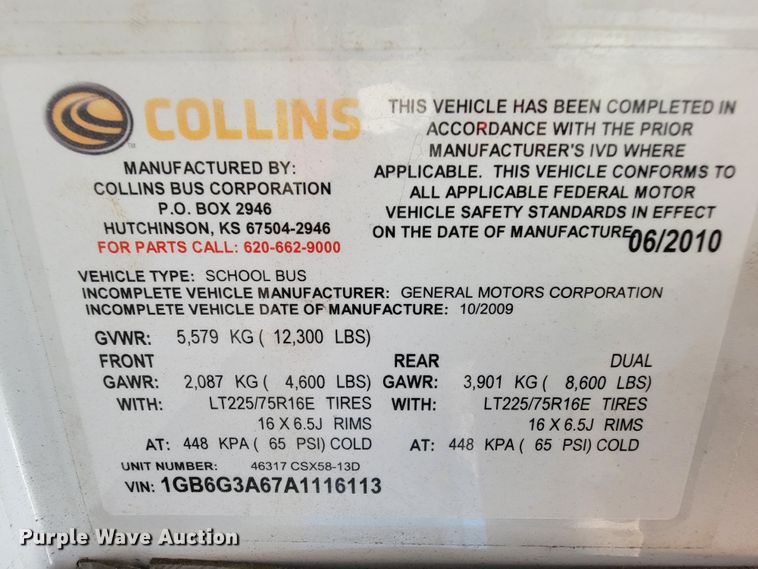 COLLINS
TM
MANUFACTURED BY:
COLLINS BUS CORPORATION
P.O. BOX 2946
HUTCHINSON, KS 67504-2946
FOR PARTS CALL: 620-662-9000
THIS VEHICLE HAS BEEN COMPLETED IN
ACCORDANCE WITH THE PRIOR
MANUFACTURER'S IVD WHERE
APPLICABLE. THIS VEHICLE CONFORMS TO
ALL APPLICABLE FEDERAL MOTOR
VEHICLE SAFETY STANDARDS IN EFFECT
ON THE DATE OF MANUFACTURE 06/2010
VEHICLE TYPE: SCHOOL BUS
INCOMPLETE VEHICLE MANUFACTURER: GENERAL MOTORS CORPORATION
INCOMPLETE VEHICLE DATE OF MANUFACTURE: 10/2009
GVWR: 5,579 KG ( 12,300 LBS)
FRONT REAR DUAL
GAWR: 2,087 KG ( 4,600 LBS) GAWR: 3,901 KG ( 8,600 LBS)
WITH: LT225/75R16E TIRES WITH: LT225/75R16E TIRES
16 X 6.5J RIMS 16 X 6.5J RIMS
AT: 448 KPA ( 65 PSI) COLD AT: 448 KPA ( 65 PSI) COLD
UNIT NUMBER: 46317 CSX58-13D
VIN: 1GB6G3A67A1116113
Purple Wave Auction